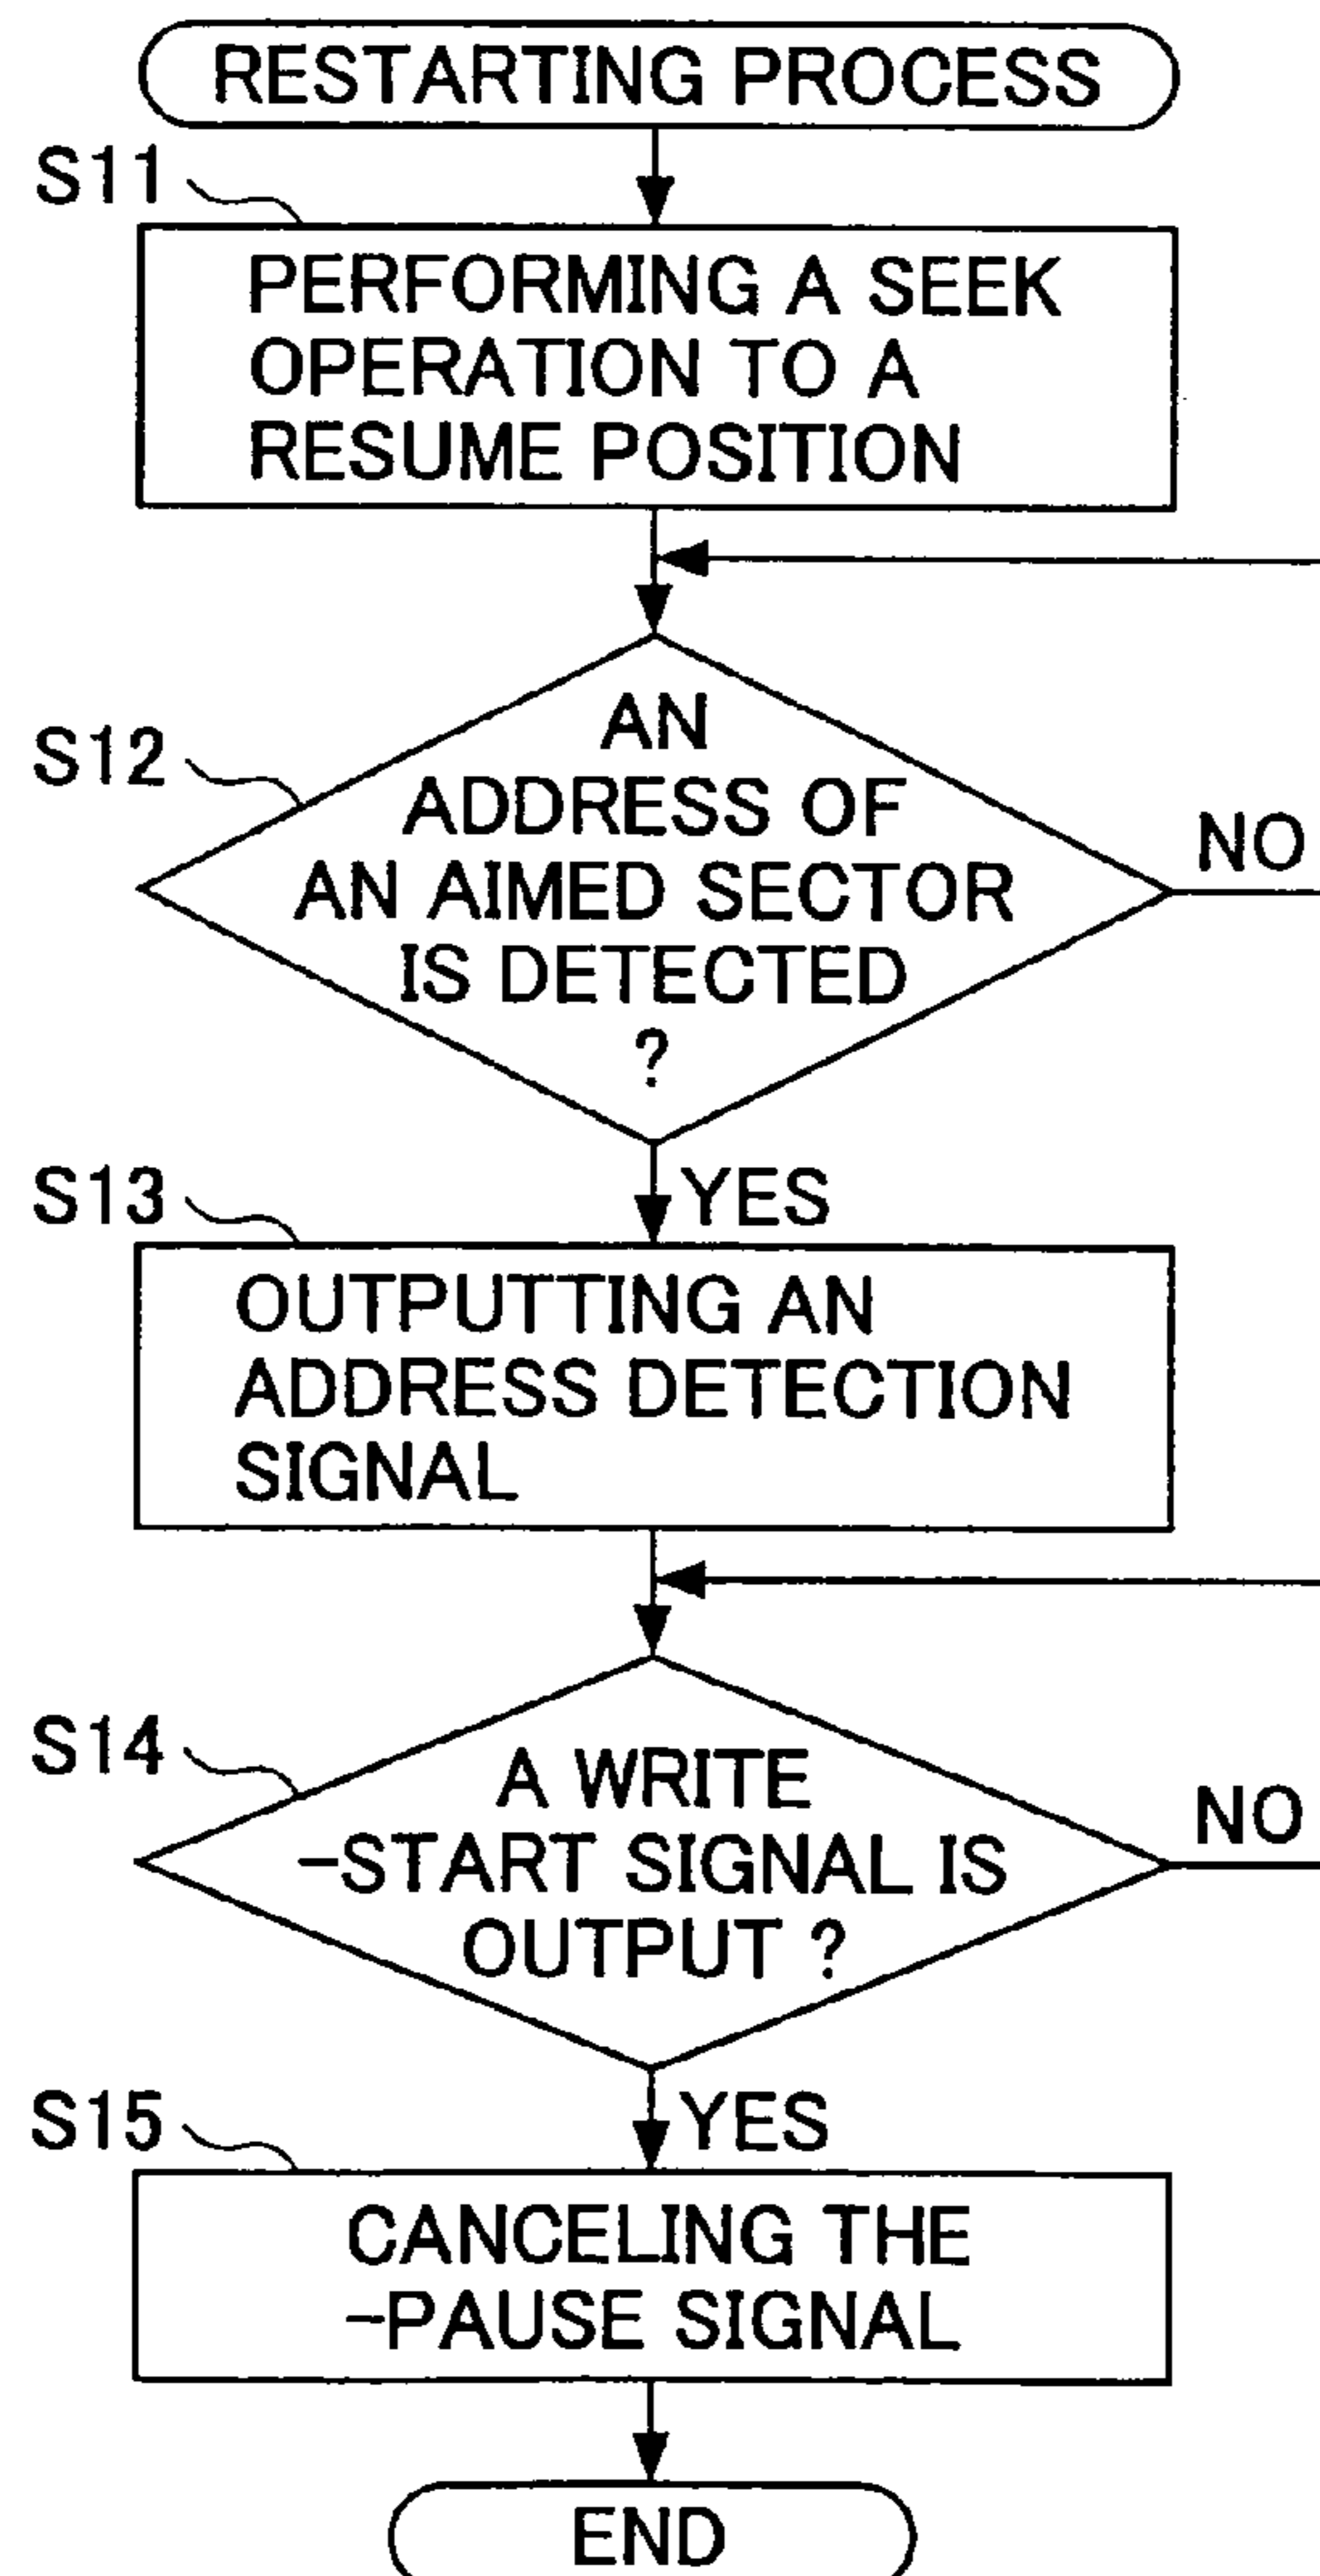 RESTARTING PROCESS
S11
PERFORMING A SEEK
OPERATION TO A
RESUME POSITION
S12
AN
ADDRESS OF
AN AIMED SECTOR
IS DETECTED
?
NO
YES
S13
OUTPUTTING AN
ADDRESS DETECTION
SIGNAL
S14
A WRITE
-START SIGNAL IS
OUTPUT ?
NO
YES
S15
CANCELING THE
-PAUSE SIGNAL
END